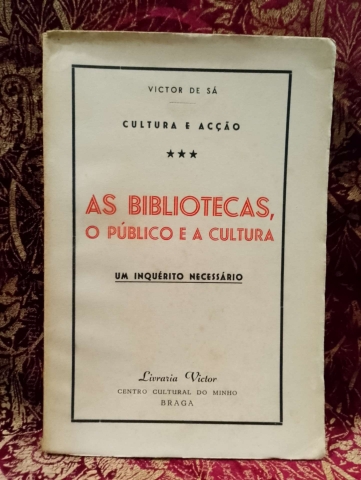 VICTOR DE SÁ
CULTURA E ACÇÃO
★★★
AS BIBLIOTECAS,
O PÚBLICO E A CULTURA
UM INQUÉRITO NECESSÁRIO
Livraria Victor
CENTRO CULTURAL DO MINHO
BRAGA